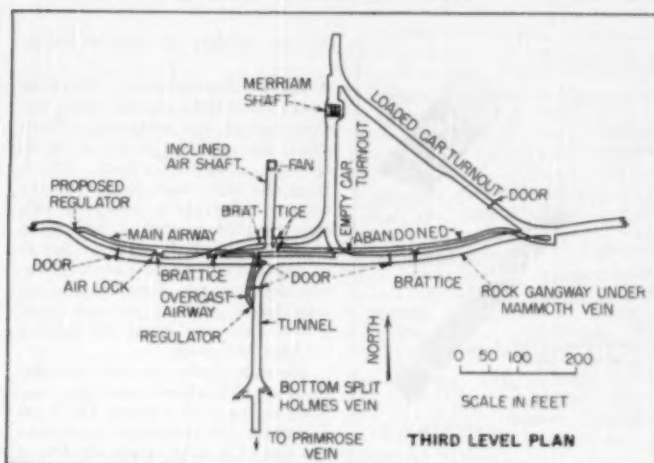 MERRIAM
SHAFT
LOADED CAR TURNOUT
INCLINED
AIR SHAFT
FAN
EMPTY CAR
TURNOUT
DOOR
PROPOSED
REGULATOR
MAIN AIRWAY
BRATTICE
ABANDONED
DOOR
AIR LOCK
BRATTICE
DOOR
BRATTICE
OVERCAST
AIRWAY
REGULATOR
TUNNEL
ROCK GANGWAY UNDER
MAMMOTH VEIN
NORTH
0 50 100 200
SCALE IN FEET
BOTTOM SPLIT
HOLMES VEIN
TO PRIMROSE
VEIN
THIRD LEVEL PLAN